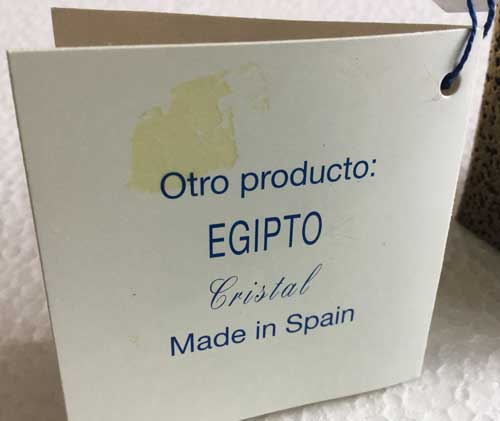 Otro producto:
EGIPTO
Cristal
Made in Spain